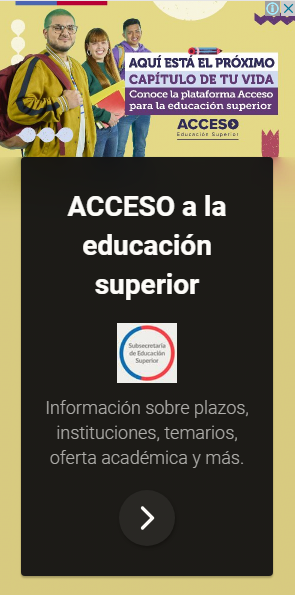 AQUÍ ESTÁ EL PRÓXIMO
CAPÍTULO DE TU VIDA
Conoce la plataforma Acceso
para la educación superior
ACCESO
Educación Superior
ACCESO a la
educación
superior
Subsecretaría
de Educación
Superior
Información sobre plazos,
instituciones, temarios,
oferta académica y más.